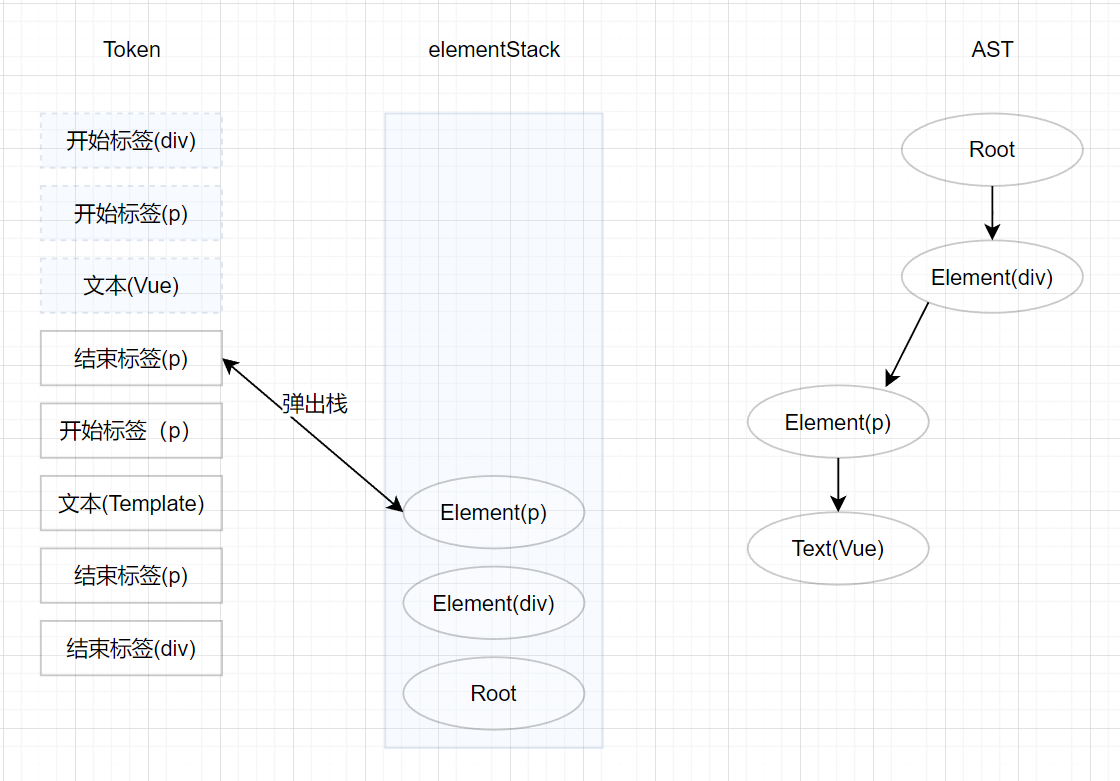 Token
elementStack
AST
开始标签(div)
开始标签(p)
文本(Vue)
结束标签(p)
开始标签（p）
文本(Template)
结束标签(p)
结束标签(div)
弹出栈
Element(p)
Element(div)
Root
Root
Element(div)
Element(p)
Text(Vue)